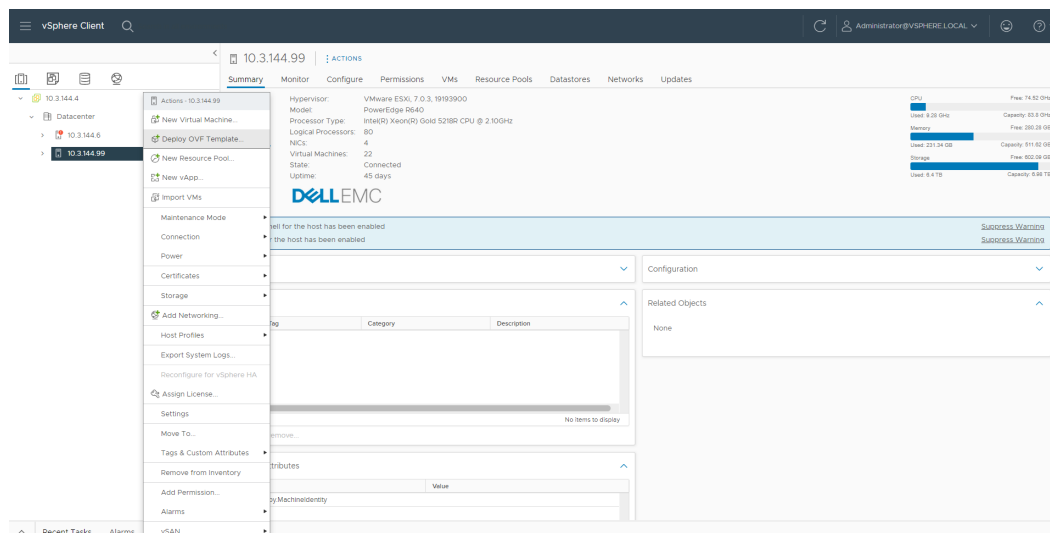 vSphere Client
Administrator@VSPHERE.LOCAL
10.3.144.99
ACTIONS
Summary Monitor Configure Permissions VMs Resource Pools Datastores Networks Updates
10.3.144.4
Datacenter
10.3.144.6
10.3.144.99
Actions - 10.3.144.99
New Virtual Machine...
Deploy OVF Template...
New Resource Pool...
New vApp...
Import VMs
Maintenance Mode
Connection
Power
Certificates
Storage
Add Networking...
Host Profiles
Export System Logs...
Reconfigure for vSphere HA
Assign License...
Settings
Move To...
Tags & Custom Attributes
Remove from Inventory
Add Permission...
Alarms
vSAN
Hypervisor: VMware ESXi, 7.0.3, 19193900
Model: PowerEdge R640
Processor Type: Intel(R) Xeon(R) Gold 5218R CPU @ 2.10GHz
Logical Processors: 80
NICs: 4
Virtual Machines: 22
State: Connected
Uptime: 45 days
DELLEMC
CPU Free: 74.52 GHz
Used: 9.28 GHz Capacity: 83.8 GHz
Memory Free: 280.28 GB
Used: 231.34 GB Capacity: 511.62 GB
Storage Free: 602.09 GB
Used: 6.4 TB Capacity: 6.98 TB
hell for the host has been enabled Suppress Warning
r the host has been enabled Suppress Warning
Configuration
Related Objects
None
Tag Category Description
No items to display
emove...
ttributes
Value
oy.MachineIdentity
Recent Tasks Alarms